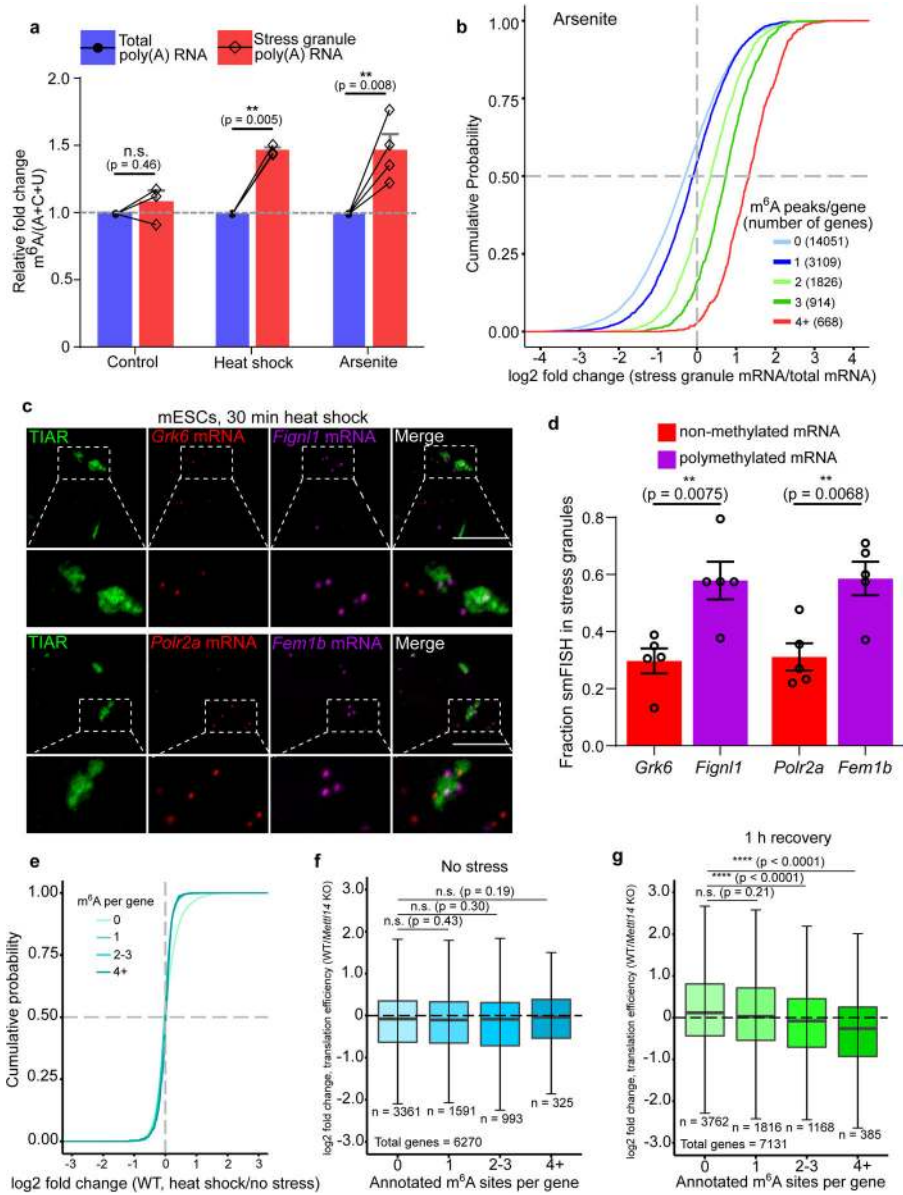 a
Total poly(A) RNA
Stress granule poly(A) RNA
Relative fold change m⁶A/(A+C+U)
2.0
1.5
1.0
0.5
0
n.s.
(p = 0.46)
**
(p = 0.005)
**
(p = 0.008)
Control
Heat shock
Arsenite
b
Arsenite
Cumulative Probability
1.00
0.75
0.50
0.25
0.00
m⁶A peaks/gene
(number of genes)
0 (14051)
1 (3109)
2 (1826)
3 (914)
4+ (668)
-4 -3 -2 -1 0 1 2 3 4
log2 fold change (stress granule mRNA/total mRNA)
c
mESCs, 30 min heat shock
TIAR
Grk6 mRNA
Fignl1 mRNA
Merge
TIAR
Polr2a mRNA
Fem1b mRNA
Merge
d
non-methylated mRNA
polymethylated mRNA
**
(p = 0.0075)
**
(p = 0.0068)
Fraction smFISH in stress granules
0.8
0.6
0.4
0.2
0.0
Grk6 Fignl1 Polr2a Fem1b
e
Cumulative probability
1.00
0.75
0.50
0.25
0.00
m⁶A per gene
0
1
2-3
4+
-3 -2 -1 0 1 2 3
log2 fold change (WT, heat shock/no stress)
f
No stress
log2 fold change, translation efficiency (WT/Mettl14 KO)
3.0
2.0
1.0
0
-1.0
-2.0
-3.0
n.s. (p = 0.19)
n.s. (p = 0.30)
n.s. (p = 0.43)
n = 3361
n = 1591
n = 993
n = 325
Total genes = 6270
0 1 2-3 4+
Annotated m⁶A sites per gene
g
1 h recovery
log2 fold change, translation efficiency (WT/Mettl14 KO)
3.0
2.0
1.0
0
-1.0
-2.0
-3.0
**** (p < 0.0001)
**** (p < 0.0001)
n.s. (p = 0.21)
n = 3762
n = 1816
n = 1168
n = 385
Total genes = 7131
0 1 2-3 4+
Annotated m⁶A sites per gene